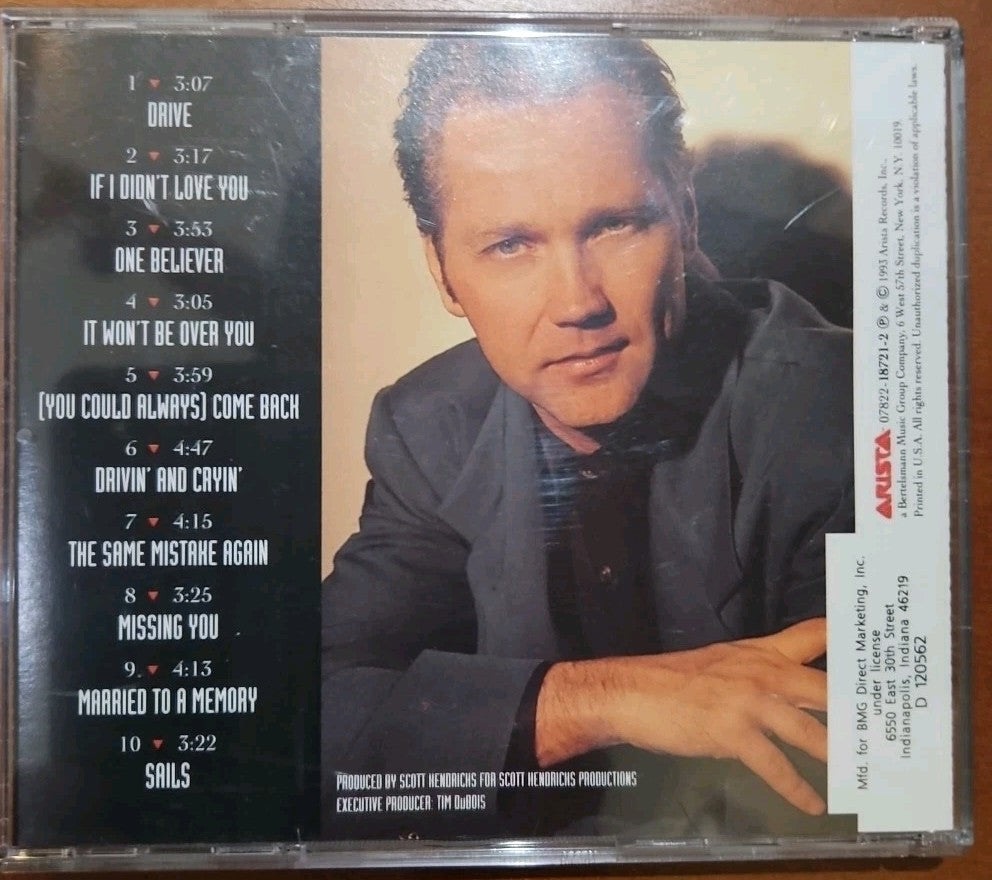 1 ▼ 3:07
DRIVE
2 ▼ 3:17
IF I DIDN'T LOVE YOU
3 ▼ 3:53
ONE BELIEVER
4 ▼ 3:05
IT WON'T BE OVER YOU
5 ▼ 3:59
(YOU COULD ALWAYS) COME BACK
6 ▼ 4:47
DRIVIN' AND CRYIN'
7 ▼ 4:15
THE SAME MISTAKE AGAIN
8 ▼ 3:25
MISSING YOU
9 ▼ 4:13
MARRIED TO A MEMORY
10 ▼ 3:22
SAILS
PRODUCED BY SCOTT HENDRICKS FOR SCOTT HENDRICKS PRODUCTIONS
EXECUTIVE PRODUCER: TIM DuBOIS
ARISTA 07822-18721-2 ℗ & © 1993 Arista Records, Inc.,
a Bertelsmann Music Group Company, 6 West 57th Street, New York, N.Y. 10019.
Printed in U.S.A. All rights reserved. Unauthorized duplication is a violation of applicable laws.
Mfd. for BMG Direct Marketing, Inc.
under license
6550 East 30th Street
Indianapolis, Indiana 46219
D 120562